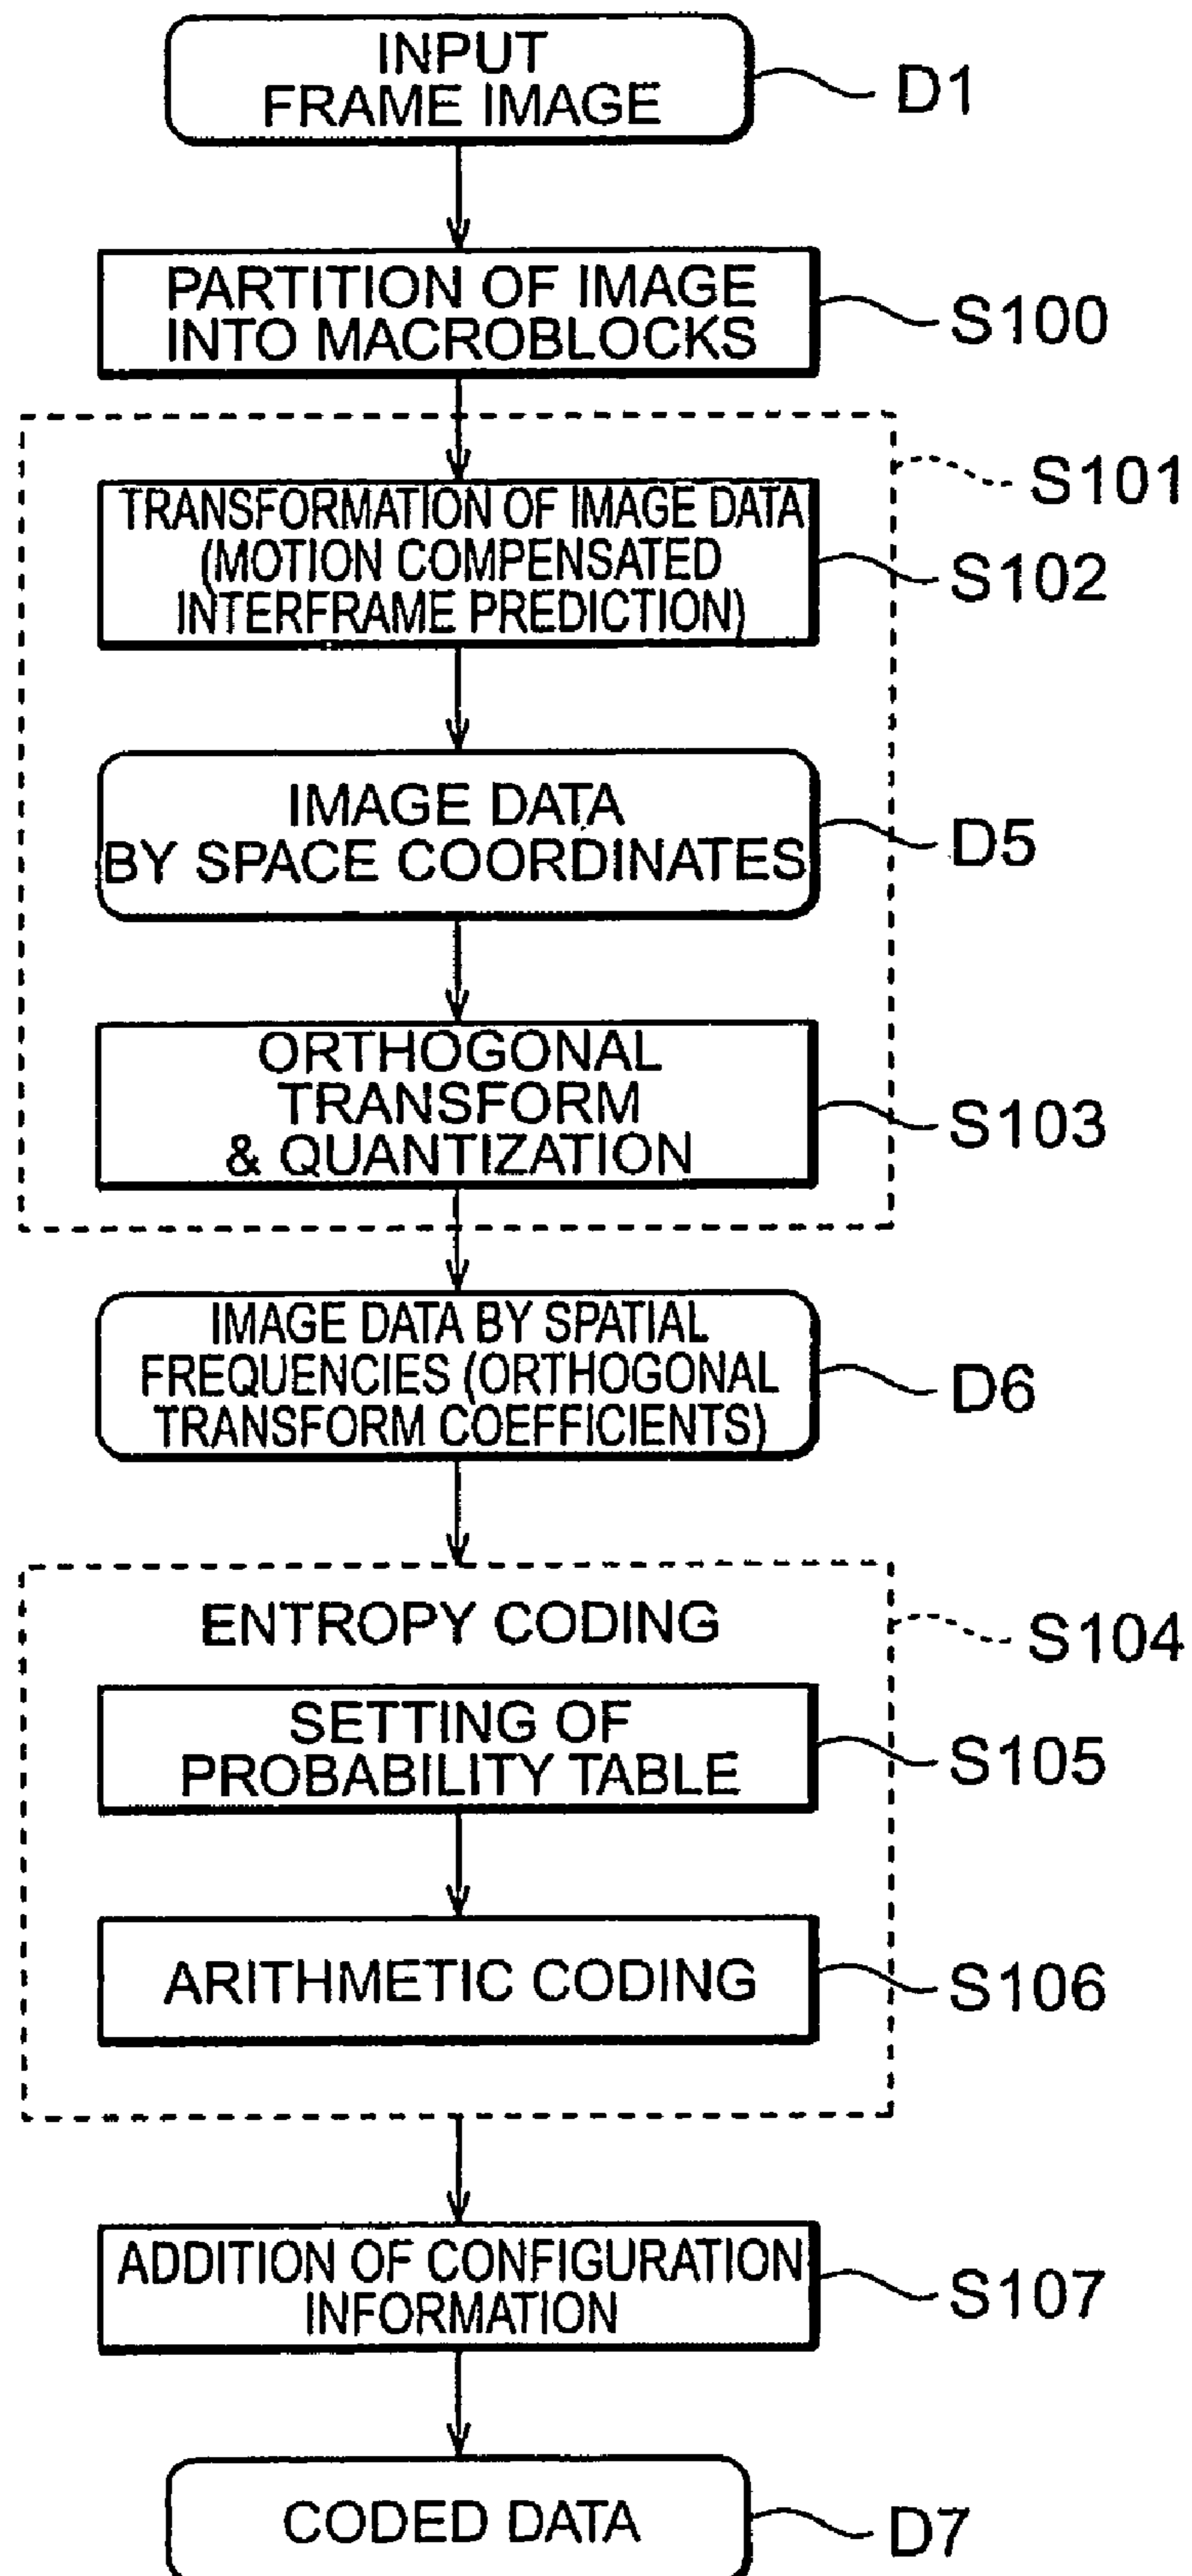 INPUT
FRAME IMAGE
D1
PARTITION OF IMAGE
INTO MACROBLOCKS
S100
S101
TRANSFORMATION OF IMAGE DATA
(MOTION COMPENSATED
INTERFRAME PREDICTION)
S102
IMAGE DATA
BY SPACE COORDINATES
D5
ORTHOGONAL
TRANSFORM
& QUANTIZATION
S103
IMAGE DATA BY SPATIAL
FREQUENCIES (ORTHOGONAL
TRANSFORM COEFFICIENTS)
D6
ENTROPY CODING
S104
SETTING OF
PROBABILITY TABLE
S105
ARITHMETIC CODING
S106
ADDITION OF CONFIGURATION
INFORMATION
S107
CODED DATA
D7